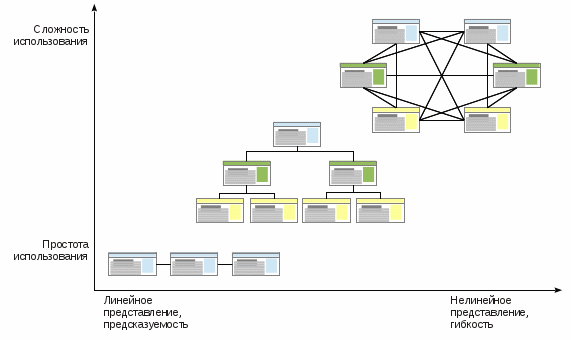 Сложность
использования
Простота
использования
Линейное
представление,
предсказуемость
Нелинейное
представление,
гибкость